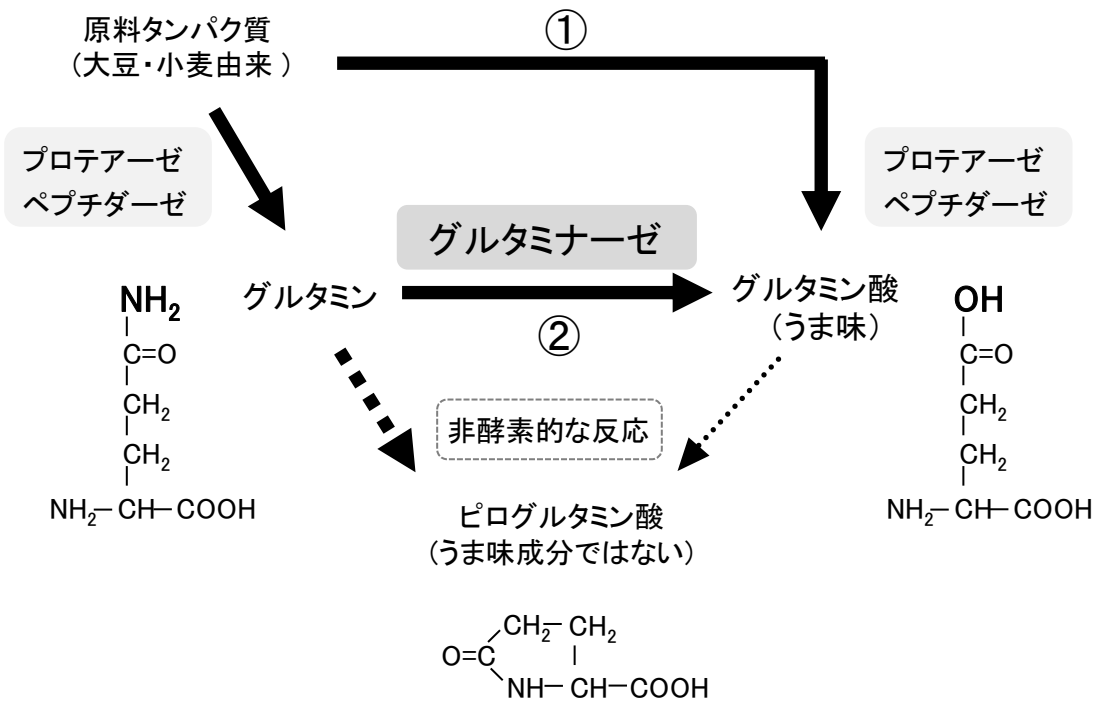 原料タンパク質
（大豆・小麦由来 ）
①
プロテアーゼ
ペプチダーゼ
プロテアーゼ
ペプチダーゼ
グルタミナーゼ
グルタミン
②
グルタミン酸
（うま味）
NH₂
C=O
CH₂
CH₂
NH₂－CH－COOH
OH
C=O
CH₂
CH₂
NH₂－CH－COOH
非酵素的な反応
ピログルタミン酸
（うま味成分ではない）
CH₂－CH₂
O=C
NH－CH－COOH